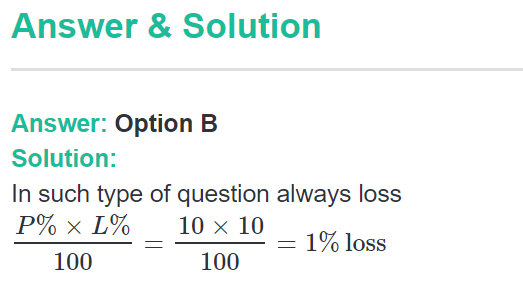 Answer & Solution
Answer: Option B
Solution:
In such type of question always loss
P% × L% / 100 = 10 × 10 / 100 = 1% loss